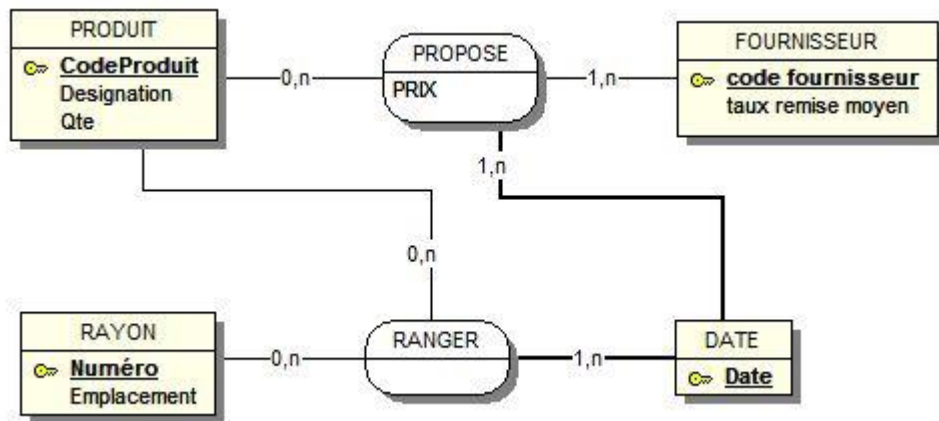 PRODUIT
CodeProduit
Designation
Qte
0,n
PROPOSE
PRIX
1,n
FOURNISSEUR
code fournisseur
taux remise moyen
1,n
0,n
RAYON
Numéro
Emplacement
0,n
RANGER
1,n
DATE
Date